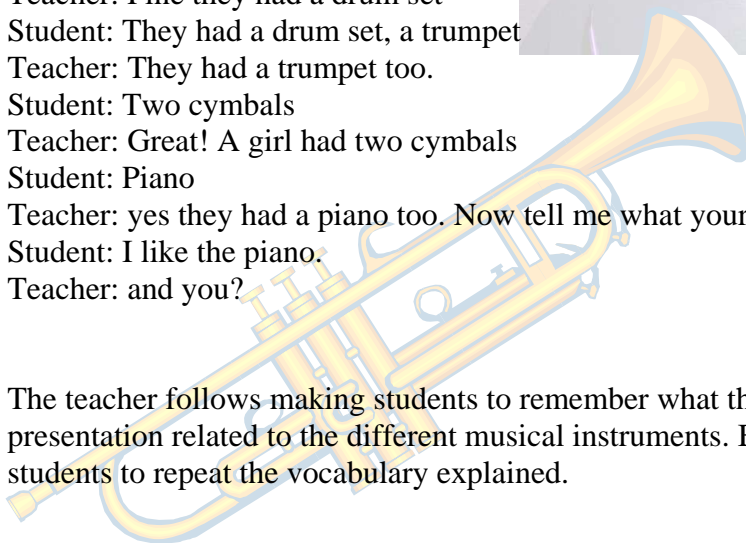 Teacher: Fine they had a drum set
Student: They had a drum set, a trumpet
Teacher: They had a trumpet too.
Student: Two cymbals
Teacher: Great! A girl had two cymbals
Student: Piano
Teacher: yes they had a piano too. Now tell me what your
Student: I like the piano.
Teacher: and you?
The teacher follows making students to remember what
presentation related to the different musical instruments.
students to repeat the vocabulary explained.